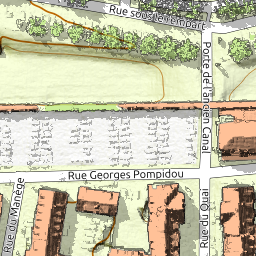 Rue sous le rempart
Porte de l'ancien Canal
Rue Georges Pompidou
Rue du Manège
Rue du Quai